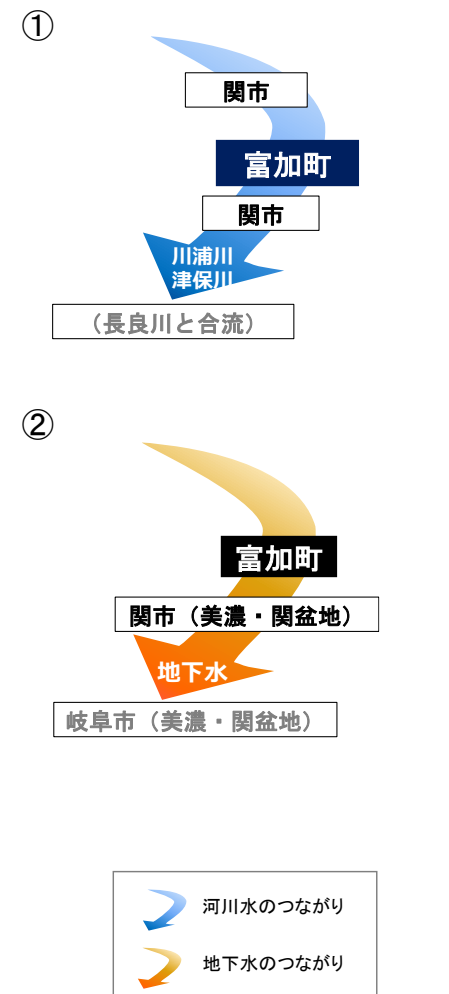 ①
関市
富加町
関市
川浦川
津保川
（長良川と合流）
②
富加町
関市（美濃・関盆地）
地下水
岐阜市（美濃・関盆地）
河川水のつながり
地下水のつながり